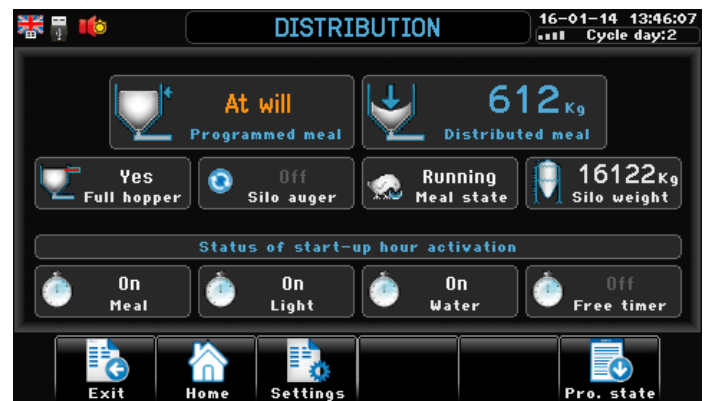 DISTRIBUTION
16-01-14 13:46:07
Cycle day:2
At will
Programmed meal
612 Kg
Distributed meal
Yes
Full hopper
Off
Silo auger
Running
Meal state
16122Kg
Silo weight
Status of start-up hour activation
On
Meal
On
Light
On
Water
Off
Free timer
Exit
Home
Settings
Pro. state